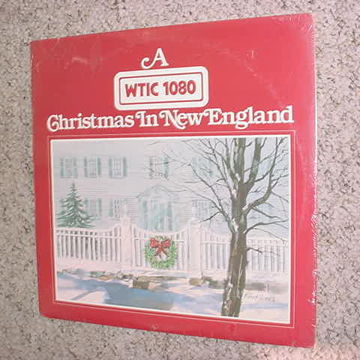 A
WTIC 1080
Christmas In New England